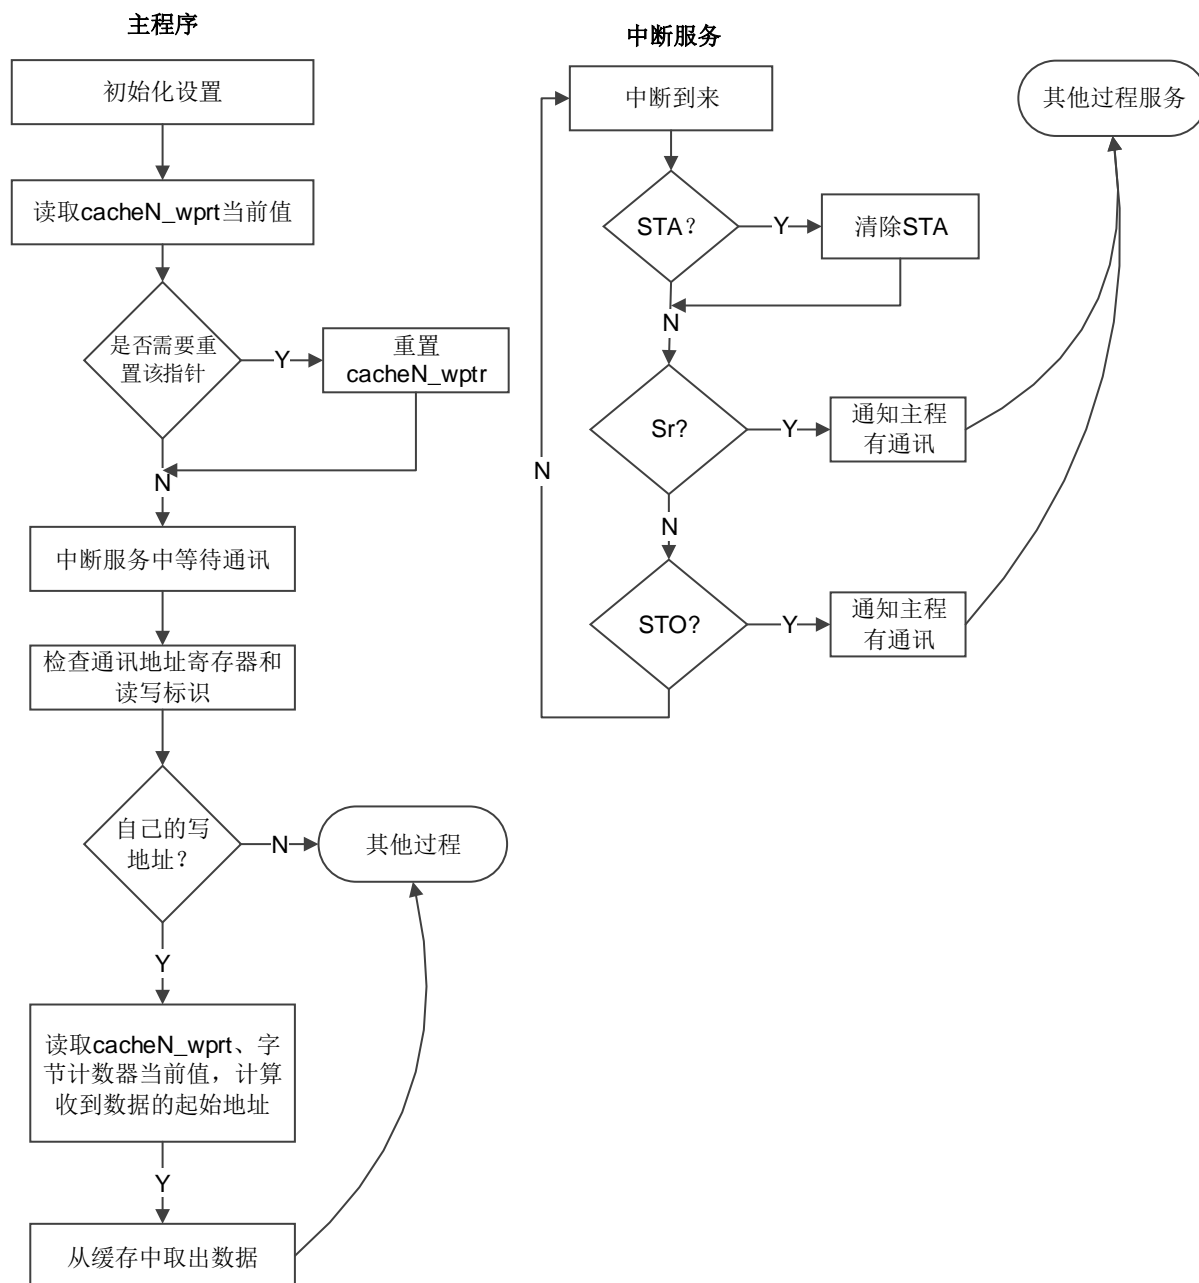 主程序
初始化设置
读取cacheN_wprt当前值
是否需要重
置该指针
Y
重置
cacheN_wptr
N
中断服务中等待通讯
检查通讯地址寄存器和
读写标识
自己的写
地址？
N
其他过程
Y
读取cacheN_wprt、字
节计数器当前值，计算
收到数据的起始地址
Y
从缓存中取出数据
中断服务
中断到来
STA？
Y
清除STA
N
Sr?
Y
通知主程
有通讯
N
N
STO?
Y
通知主程
有通讯
其他过程服务